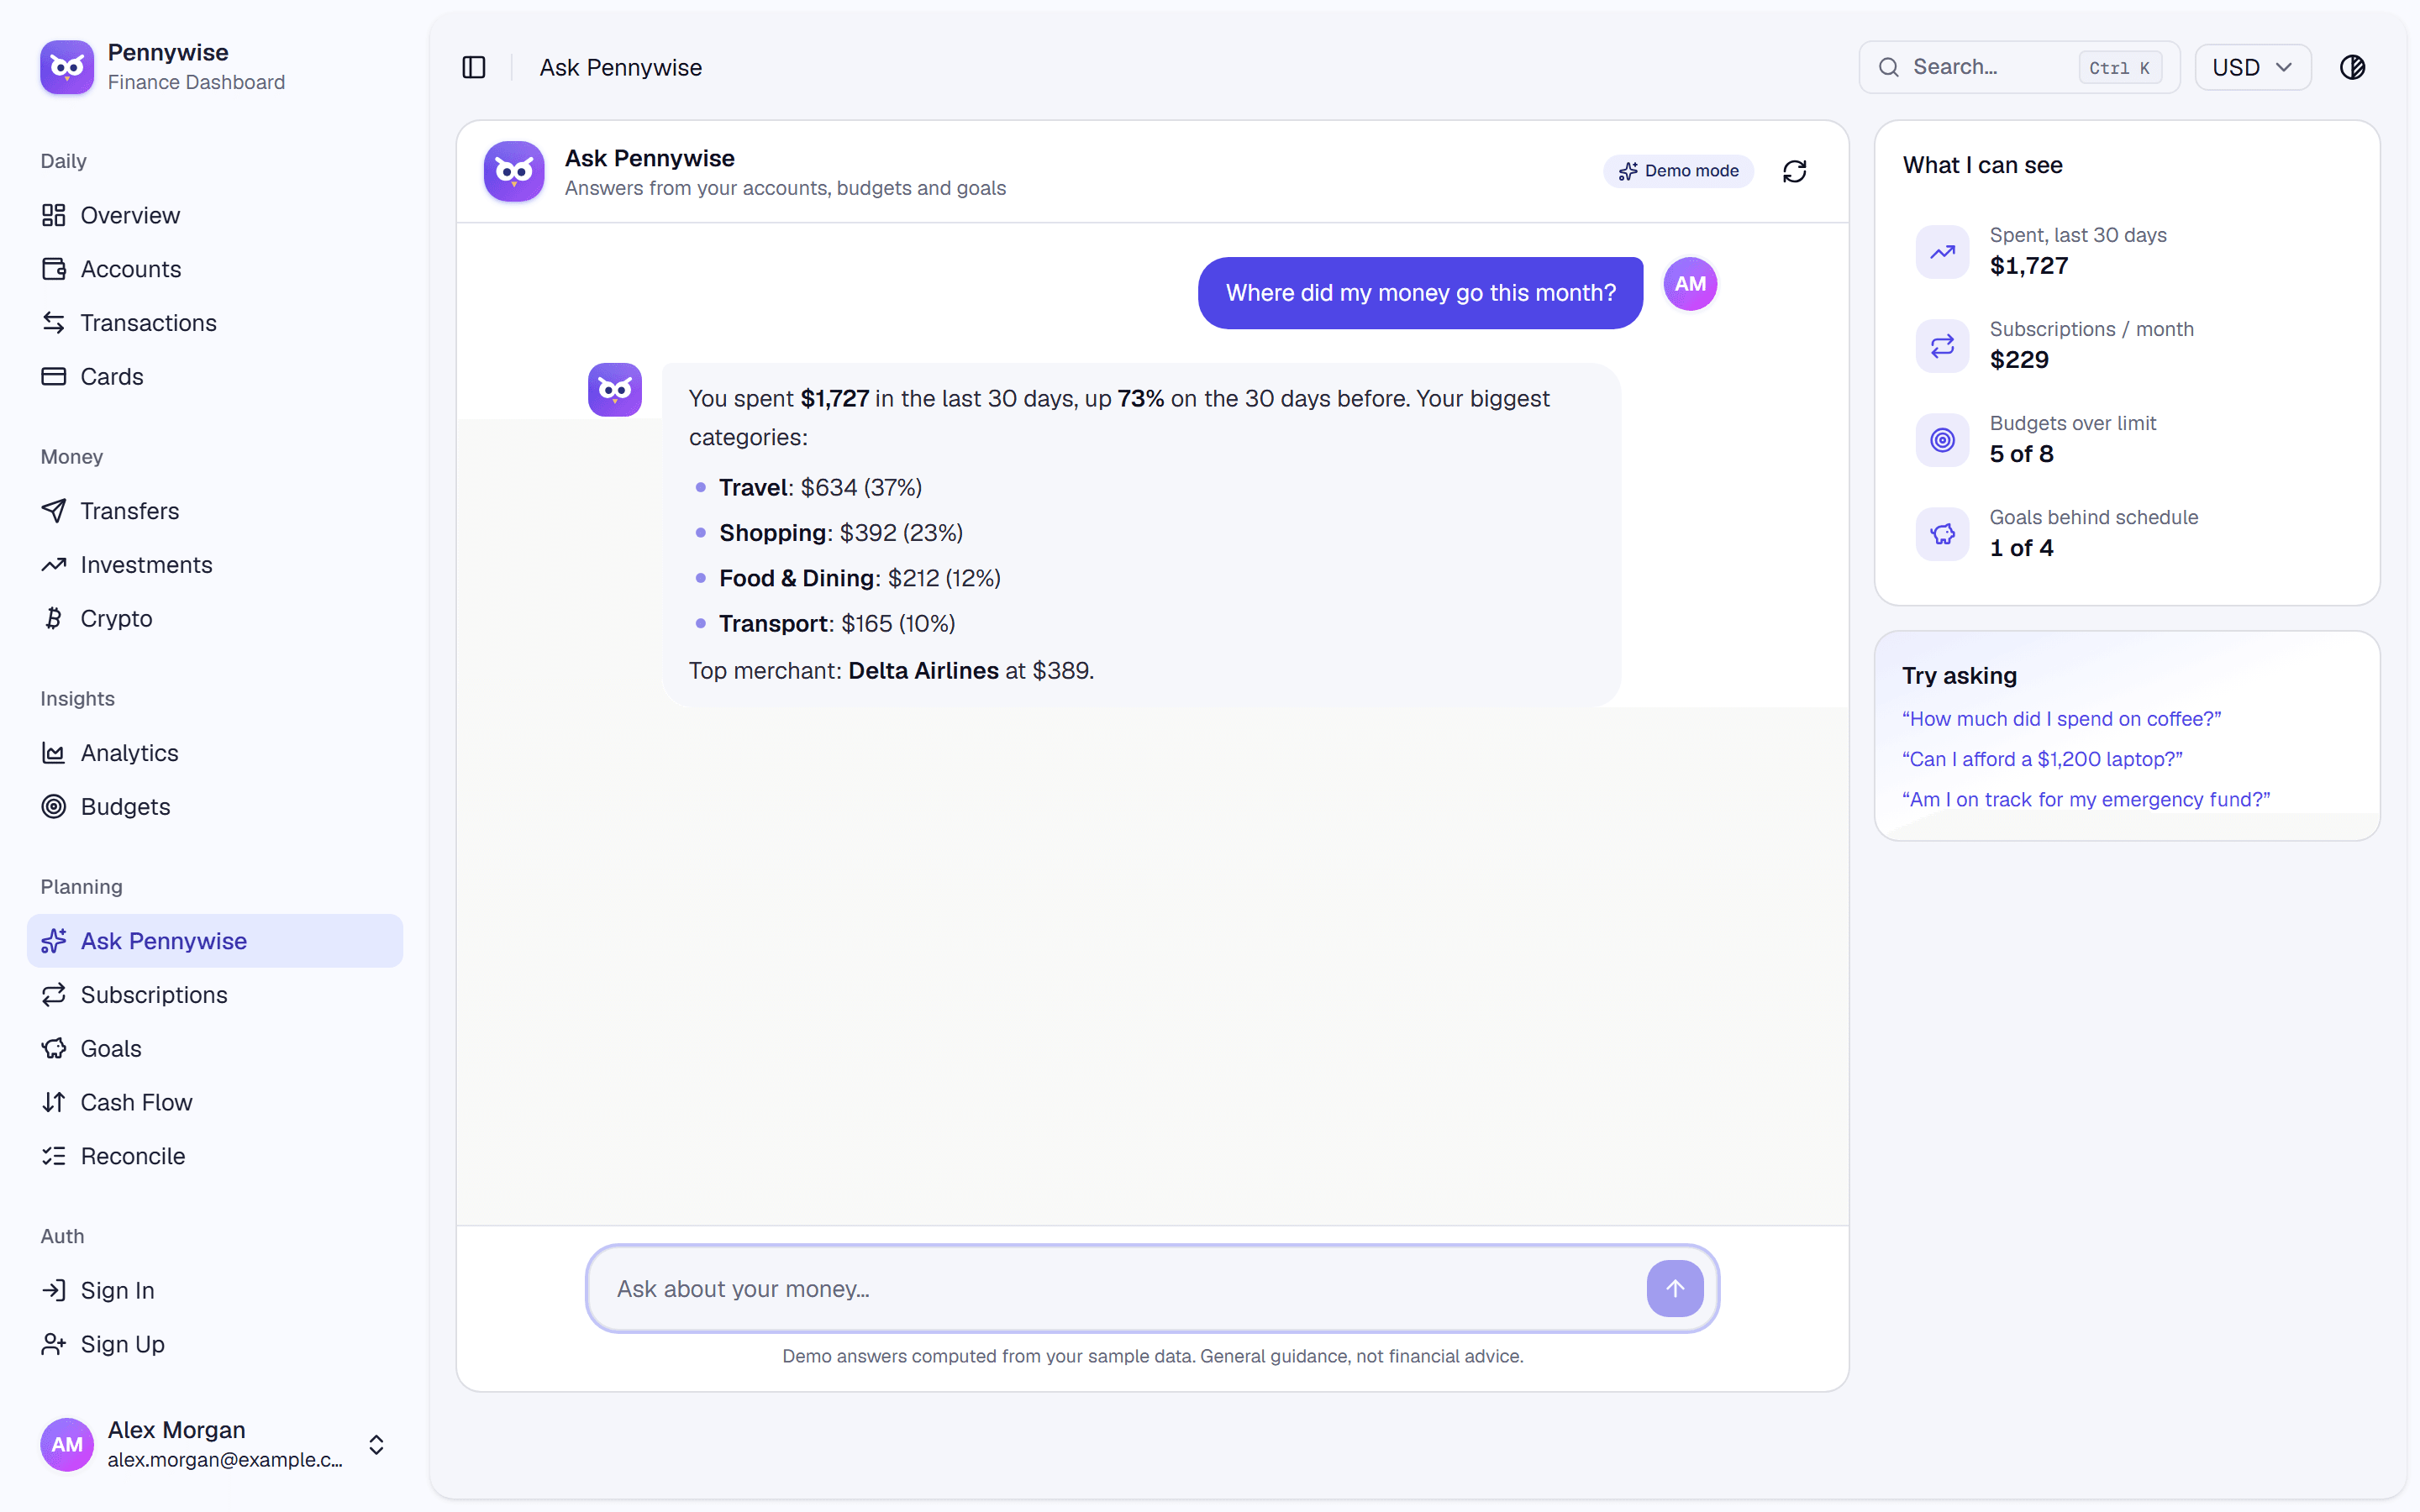 Pennywise
Finance Dashboard
Daily
Overview
Accounts
Transactions
Cards
Money
Transfers
Investments
Crypto
Insights
Analytics
Budgets
Planning
Ask Pennywise
Subscriptions
Goals
Cash Flow
Reconcile
Auth
Sign In
Sign Up
AM
Alex Morgan
alex.morgan@example.c...
Ask Pennywise
Search...
Ctrl K
USD
Ask Pennywise
Answers from your accounts, budgets and goals
Demo mode
Where did my money go this month?
AM
You spent $1,727 in the last 30 days, up 73% on the 30 days before. Your biggest
categories:
Travel: $634 (37%)
Shopping: $392 (23%)
Food & Dining: $212 (12%)
Transport: $165 (10%)
Top merchant: Delta Airlines at $389.
Ask about your money...
Demo answers computed from your sample data. General guidance, not financial advice.
What I can see
Spent, last 30 days
$1,727
Subscriptions / month
$229
Budgets over limit
5 of 8
Goals behind schedule
1 of 4
Try asking
“How much did I spend on coffee?”
“Can I afford a $1,200 laptop?”
“Am I on track for my emergency fund?”